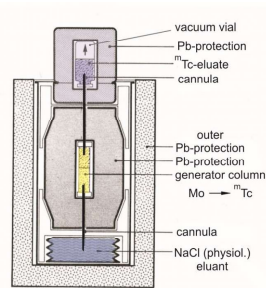 vacuum vial
Pb-protection
ᵐTc-eluate
cannula
outer
Pb-protection
Pb-protection
generator column
Mo → ᵐTc
cannula
NaCl (physiol.)
eluant